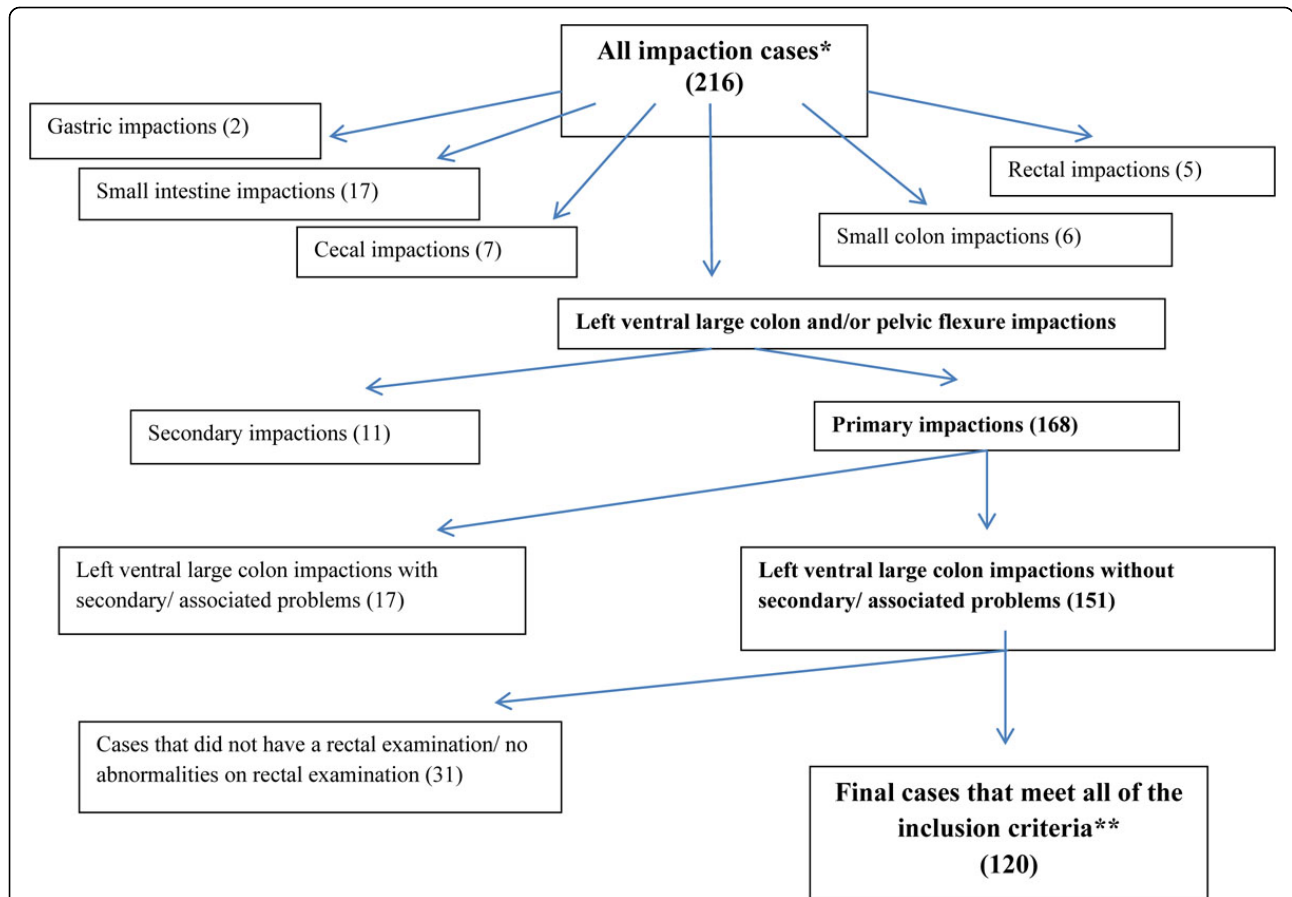 All impaction cases*
(216)
Gastric impactions (2)
Small intestine impactions (17)
Cecal impactions (7)
Rectal impactions (5)
Small colon impactions (6)
Left ventral large colon and/or pelvic flexure impactions
Secondary impactions (11)
Primary impactions (168)
Left ventral large colon impactions with
secondary/ associated problems (17)
Left ventral large colon impactions without
secondary/ associated problems (151)
Cases that did not have a rectal examination/ no
abnormalities on rectal examination (31)
Final cases that meet all of the
inclusion criteria**
(120)